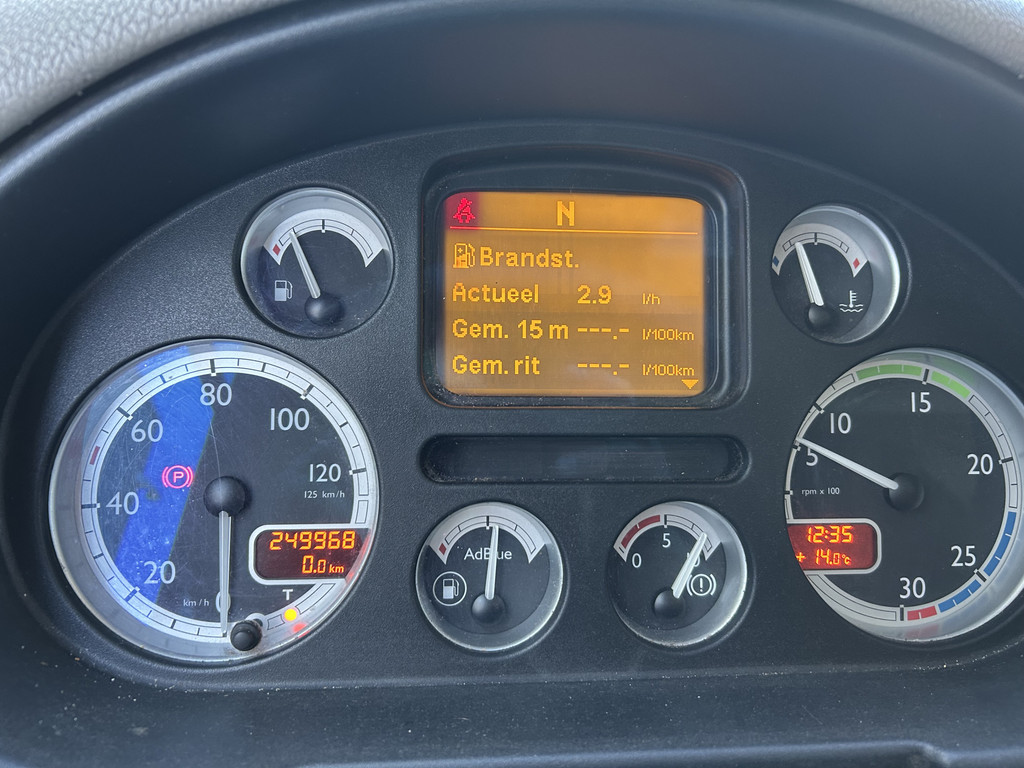 N
Brandst.
Actueel 2.9 l/h
Gem. 15 m ---.- l/100km
Gem. rit ---.- l/100km
20
40
60
80
100
120
125 km/h
km/h
P
249968
0.0 km
T
AdBlue
0
5
5
10
15
20
25
30
rpm x 100
12:35
+ 14.0°C